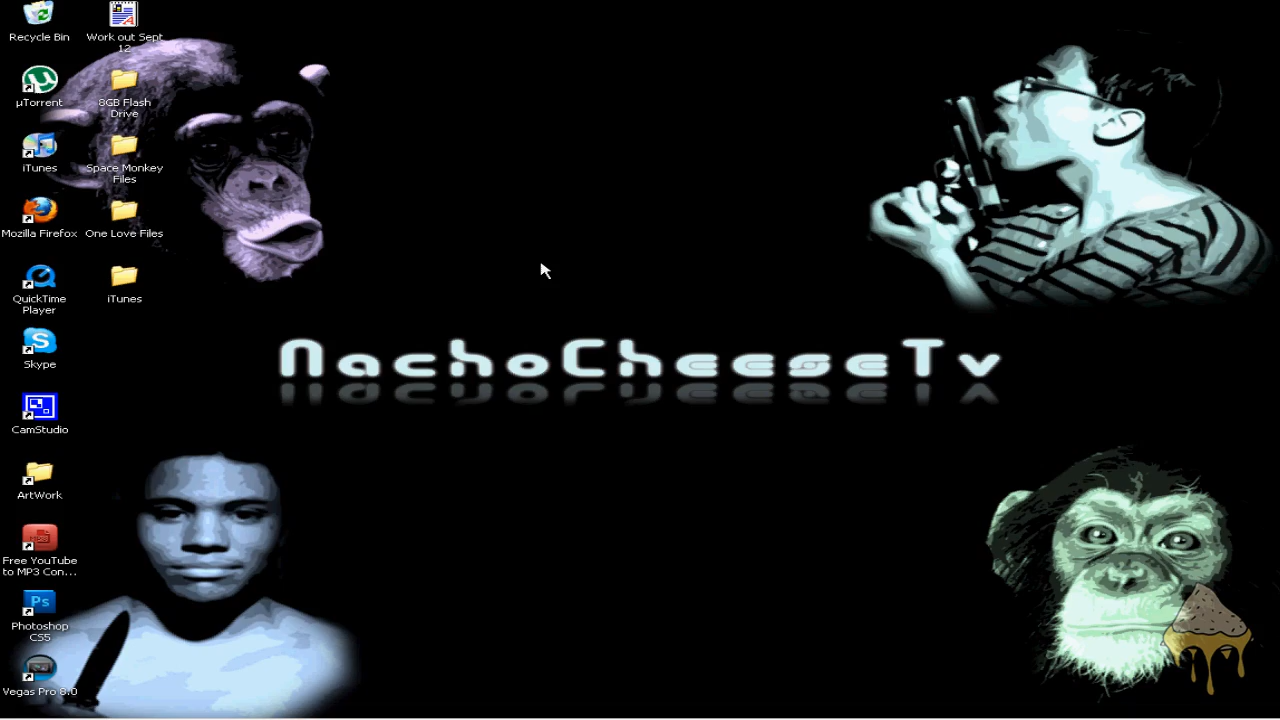 Recycle Bin
Work out Sept
12
µTorrent
8GB Flash
Drive
iTunes
Space Monkey
Files
Mozilla Firefox
One Love Files
QuickTime
Player
iTunes
Skype
NachoCheeseTv
CamStudio
ArtWork
Free YouTube
to MP3 Con...
Ps
Photoshop
CS5
Vegas Pro 8.0